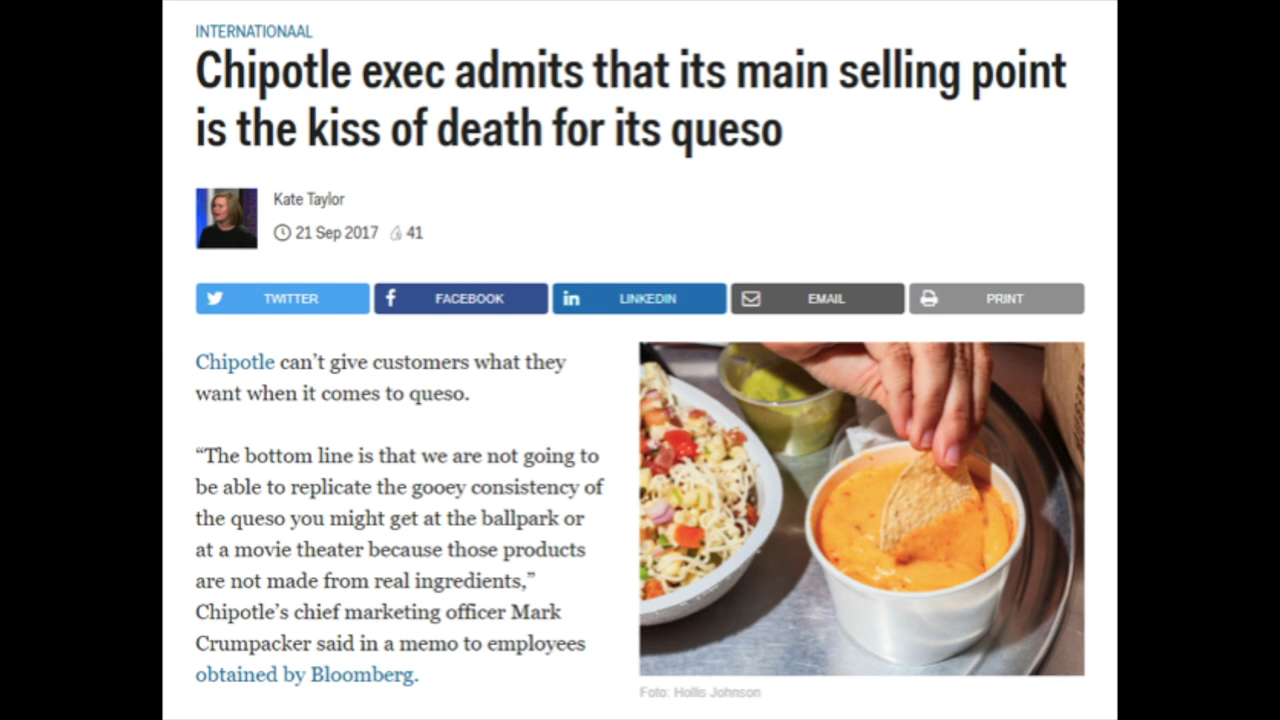 INTERNATIONAAL
Chipotle exec admits that its main selling point
is the kiss of death for its queso
Kate Taylor
21 Sep 2017 41
TWITTER FACEBOOK LINKEDIN EMAIL PRINT
Chipotle can’t give customers what they
want when it comes to queso.
“The bottom line is that we are not going to
be able to replicate the gooey consistency of
the queso you might get at the ballpark or
at a movie theater because those products
are not made from real ingredients,”
Chipotle’s chief marketing officer Mark
Crumpacker said in a memo to employees
obtained by Bloomberg.
Foto: Hollis Johnson